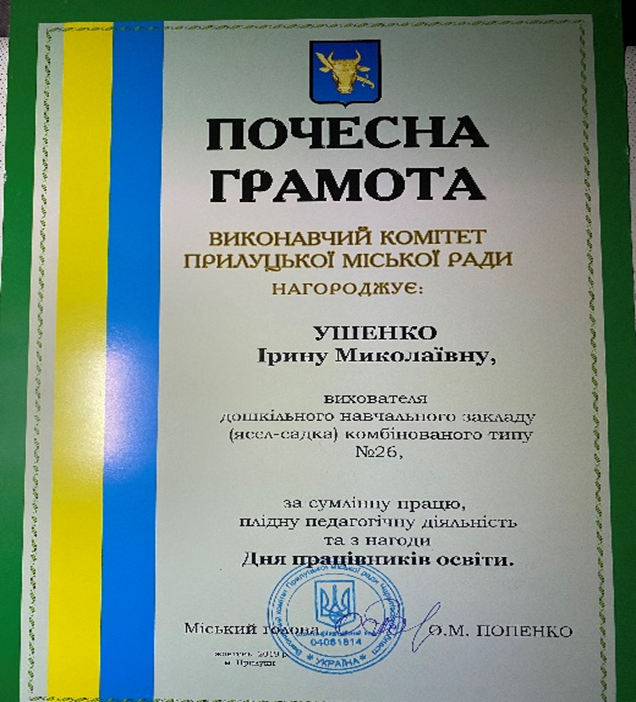 ПОЧЕСНА
ГРАМОТА
ВИКОНАВЧИЙ КОМІТЕТ
ПРИЛУЦЬКОЇ МІСЬКОЇ РАДИ
НАГОРОДЖУЄ:
УШЕНКО
Ірину Миколаївну,
вихователя
дошкільного навчального закладу
(ясел-садка) комбінованого типу
№26,
за сумлінну працю,
плідну педагогічну діяльність
та з нагоди
Дня працівників освіти.
Міський голова О.М. ПОПЕНКО
04061814
* УКРАЇНА *
жовтень 2019 р.
м. Прилуки